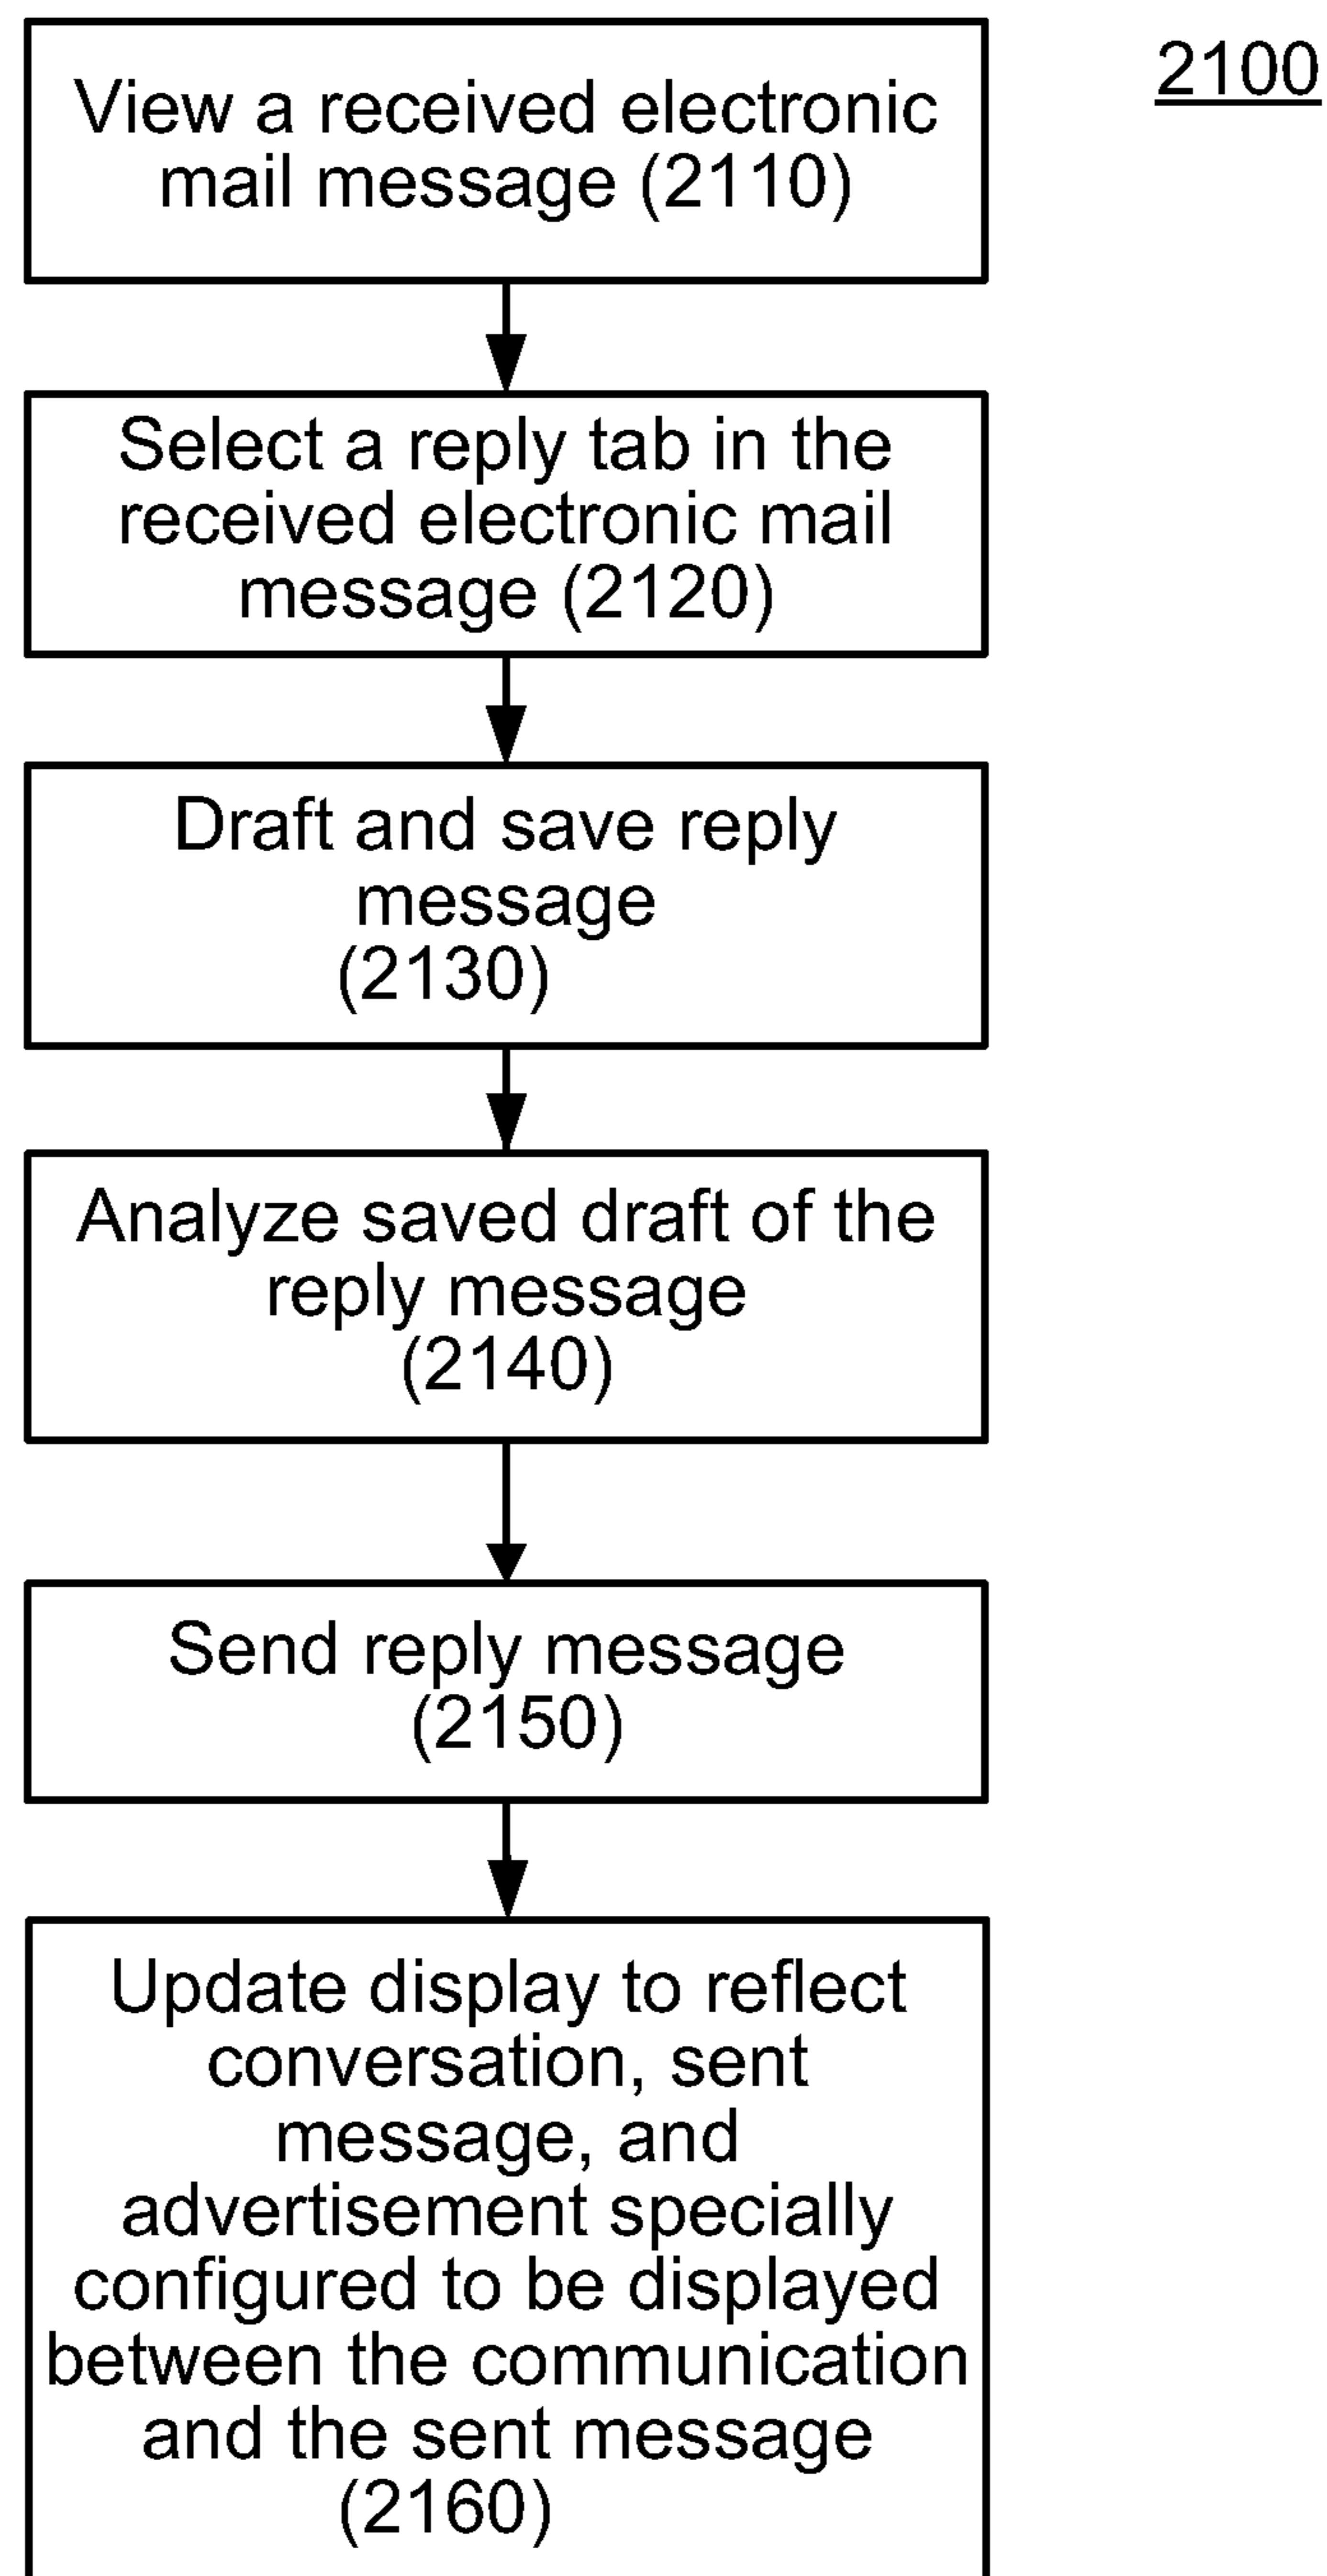 2100
View a received electronic
mail message (2110)
Select a reply tab in the
received electronic mail
message (2120)
Draft and save reply
message
(2130)
Analyze saved draft of the
reply message
(2140)
Send reply message
(2150)
Update display to reflect
conversation, sent
message, and
advertisement specially
configured to be displayed
between the communication
and the sent message
(2160)